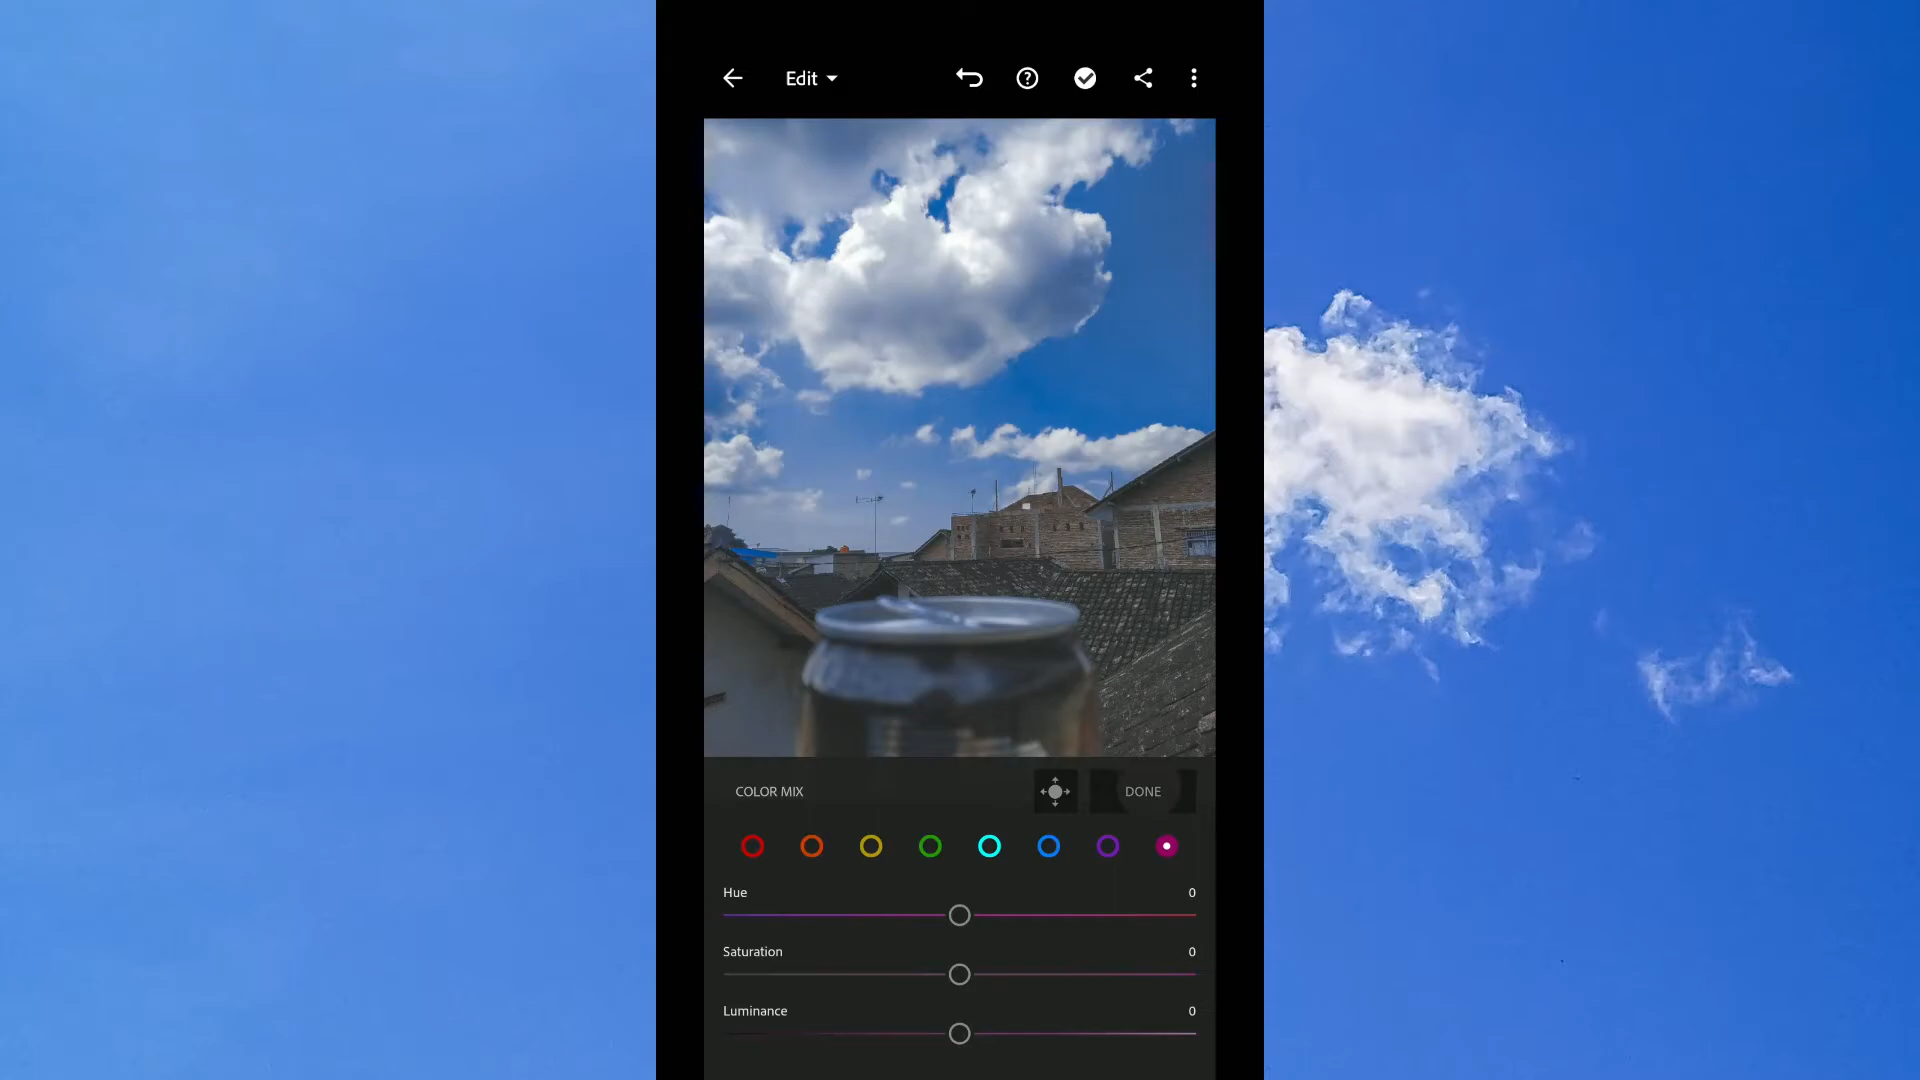 Edit
COLOR MIX
DONE
Hue 0
Saturation 0
Luminance 0